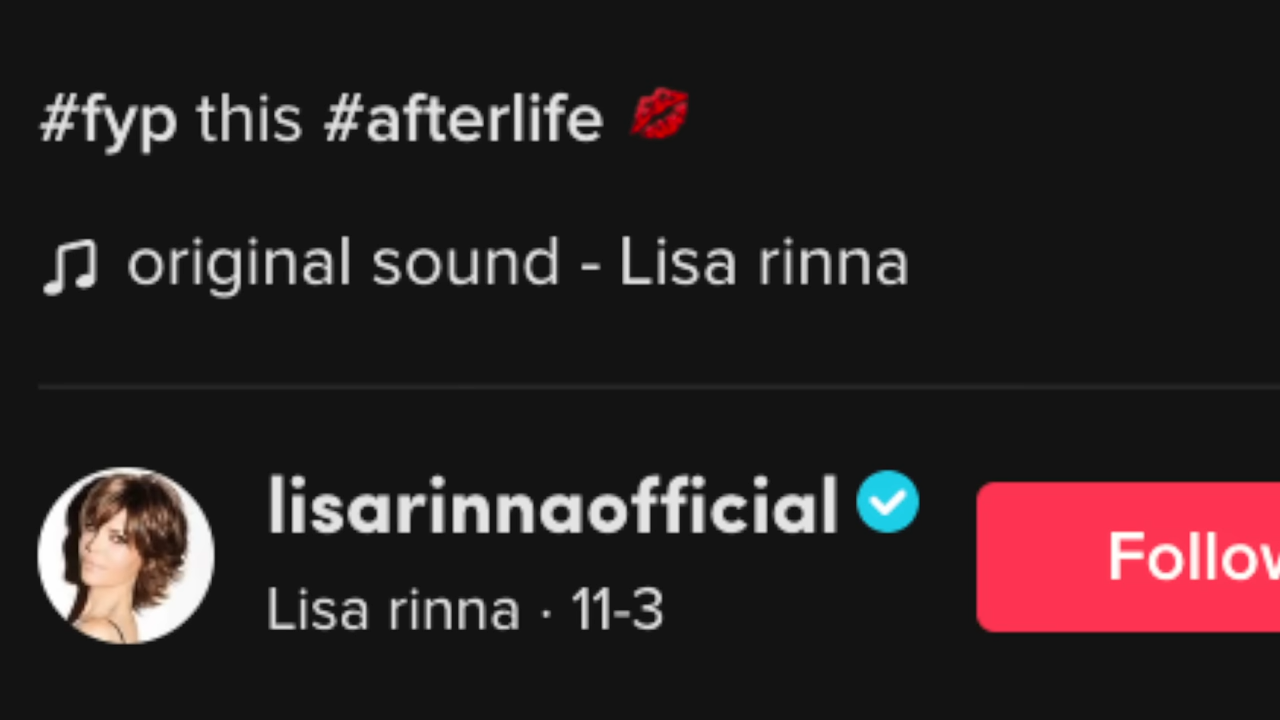 #fyp this #afterlife 💋
original sound - Lisa rinna
lisarinnaofficial
Lisa rinna · 11-3
Follow